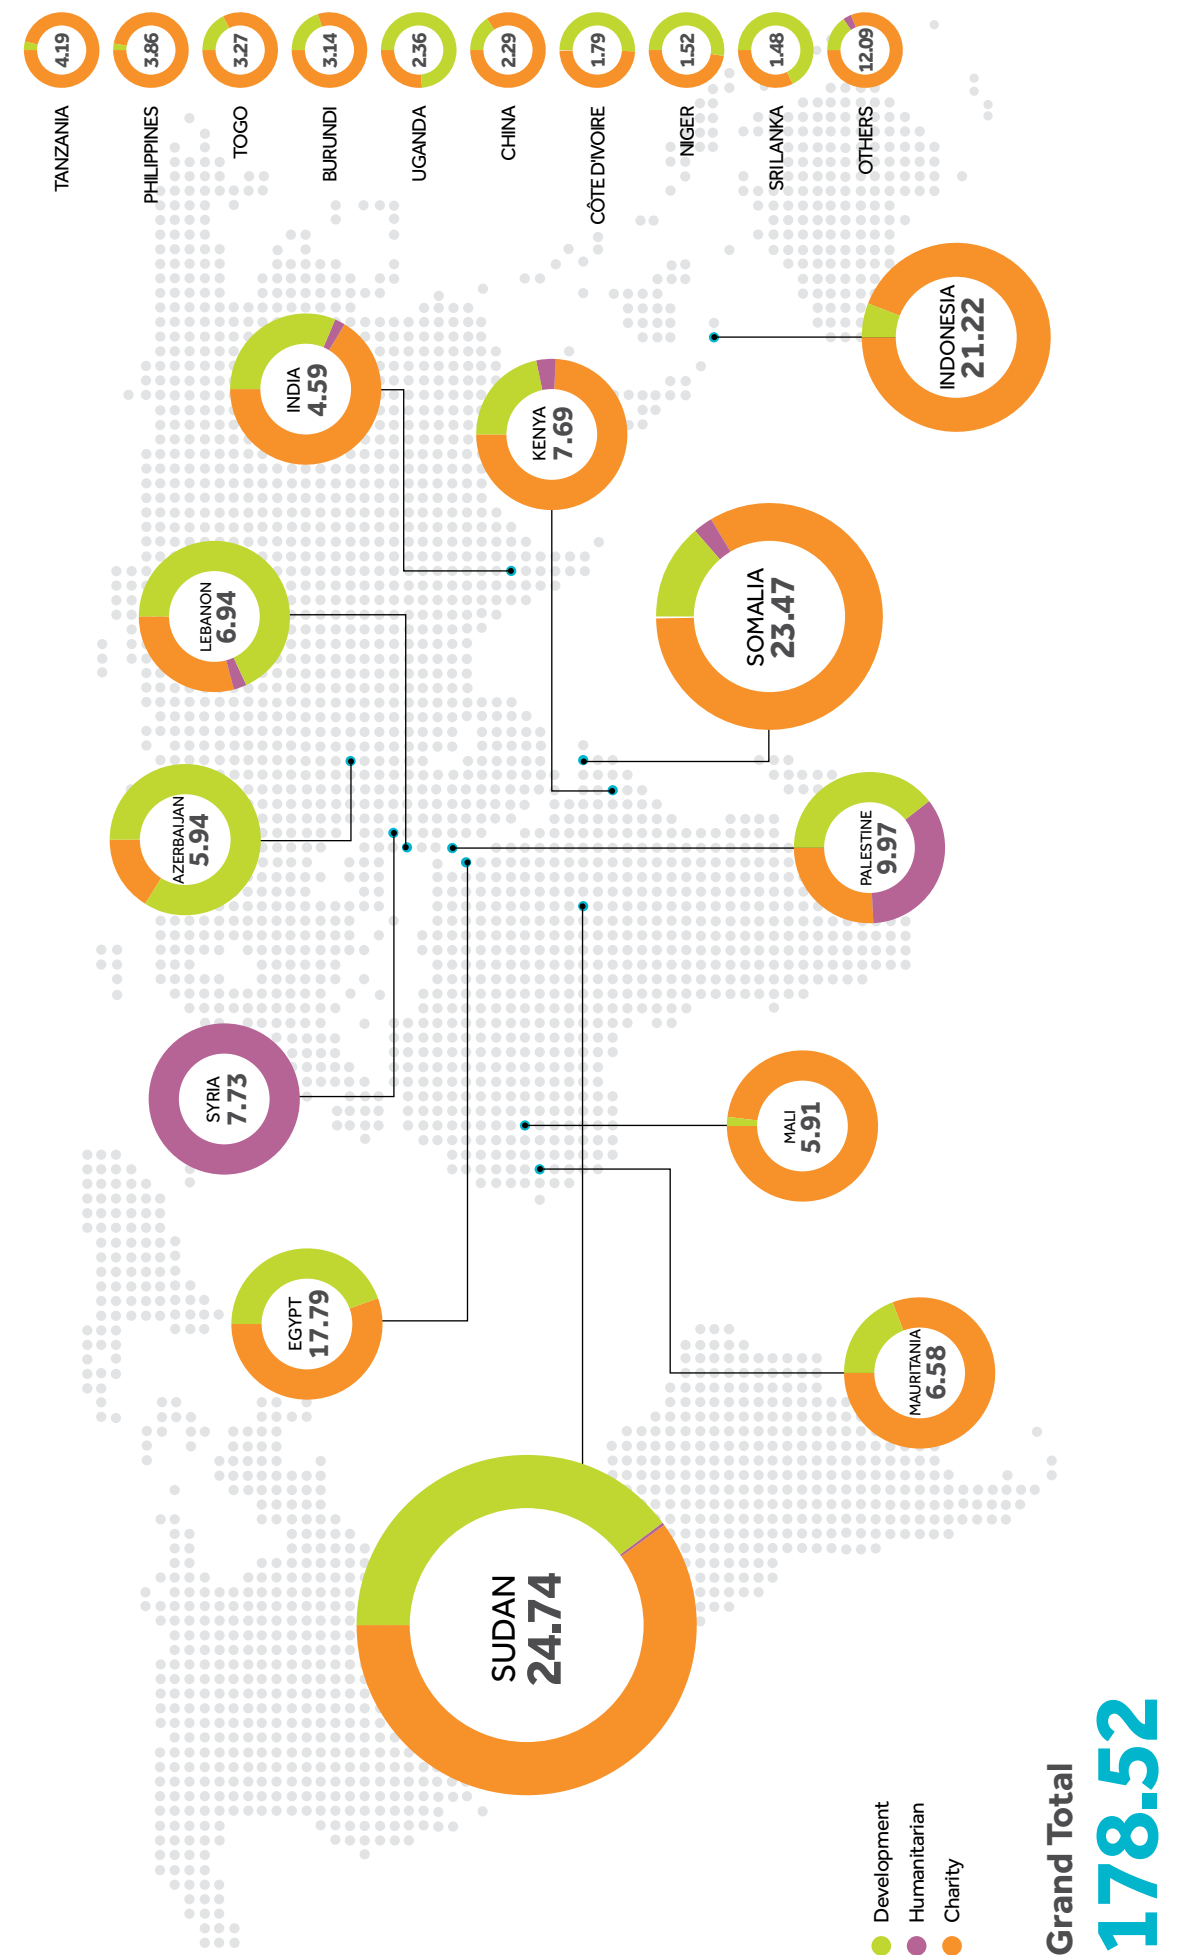 AZERBAIJAN
5.94
LEBANON
6.94
SYRIA
7.73
EGYPT
17.79
INDIA
4.59
SUDAN
24.74
KENYA
7.69
SOMALIA
23.47
MALI
5.91
PALESTINE
9.97
MAURITANIA
6.58
INDONESIA
21.22
TANZANIA 4.19
PHILIPPINES 3.86
TOGO 3.27
BURUNDI 3.14
UGANDA 2.36
CHINA 2.29
CÔTE D'IVOIRE 1.79
NIGER 1.52
SRI LANKA 1.48
OTHERS 12.09
Development
Humanitarian
Charity
Grand Total
178.52